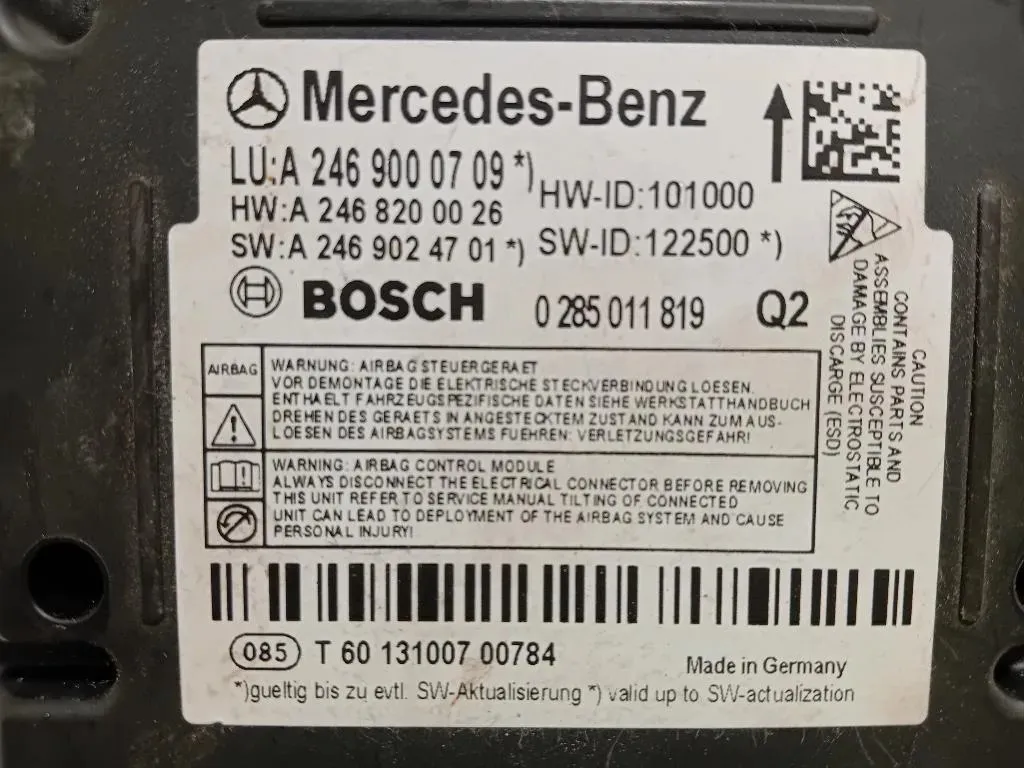 Mercedes-Benz
LU:A 246 900 07 09 *)
HW-ID:101000
HW:A 246 820 00 26
SW:A 246 902 47 01 *)
SW-ID:122500 *)
BOSCH
0 285 011 819
Q2
CAUTION
CONTAINS PARTS AND
ASSEMBLIES SUSCEPTIBLE TO
DAMAGE BY ELECTROSTATIC
DISCARGE (ESD)
AIRBAG
WARNUNG: AIRBAG STEUERGERAET
VOR DEMONTAGE DIE ELEKTRISCHE STECKVERBINDUNG LOESEN.
ENTHAELT FAHRZEUGSPEZIFISCHE DATEN SIEHE WERKSTATTHANDBUCH
DREHEN DES GERAETS IN ANGESTECKTEM ZUSTAND KANN ZUM AUS-
LOESEN DES AIRBAGSYSTEMS FUEHREN: VERLETZUNGSGEFAHR!
WARNING: AIRBAG CONTROL MODULE
ALWAYS DISCONNECT THE ELECTRICAL CONNECTOR BEFORE REMOVING
THIS UNIT REFER TO SERVICE MANUAL TILTING OF CONNECTED
UNIT CAN LEAD TO DEPLOYMENT OF THE AIRBAG SYSTEM AND CAUSE
PERSONAL INJURY!
085 T 60 131007 00784
Made in Germany
*)gueltig bis zu evtl. SW-Aktualisierung *) valid up to SW-actualization